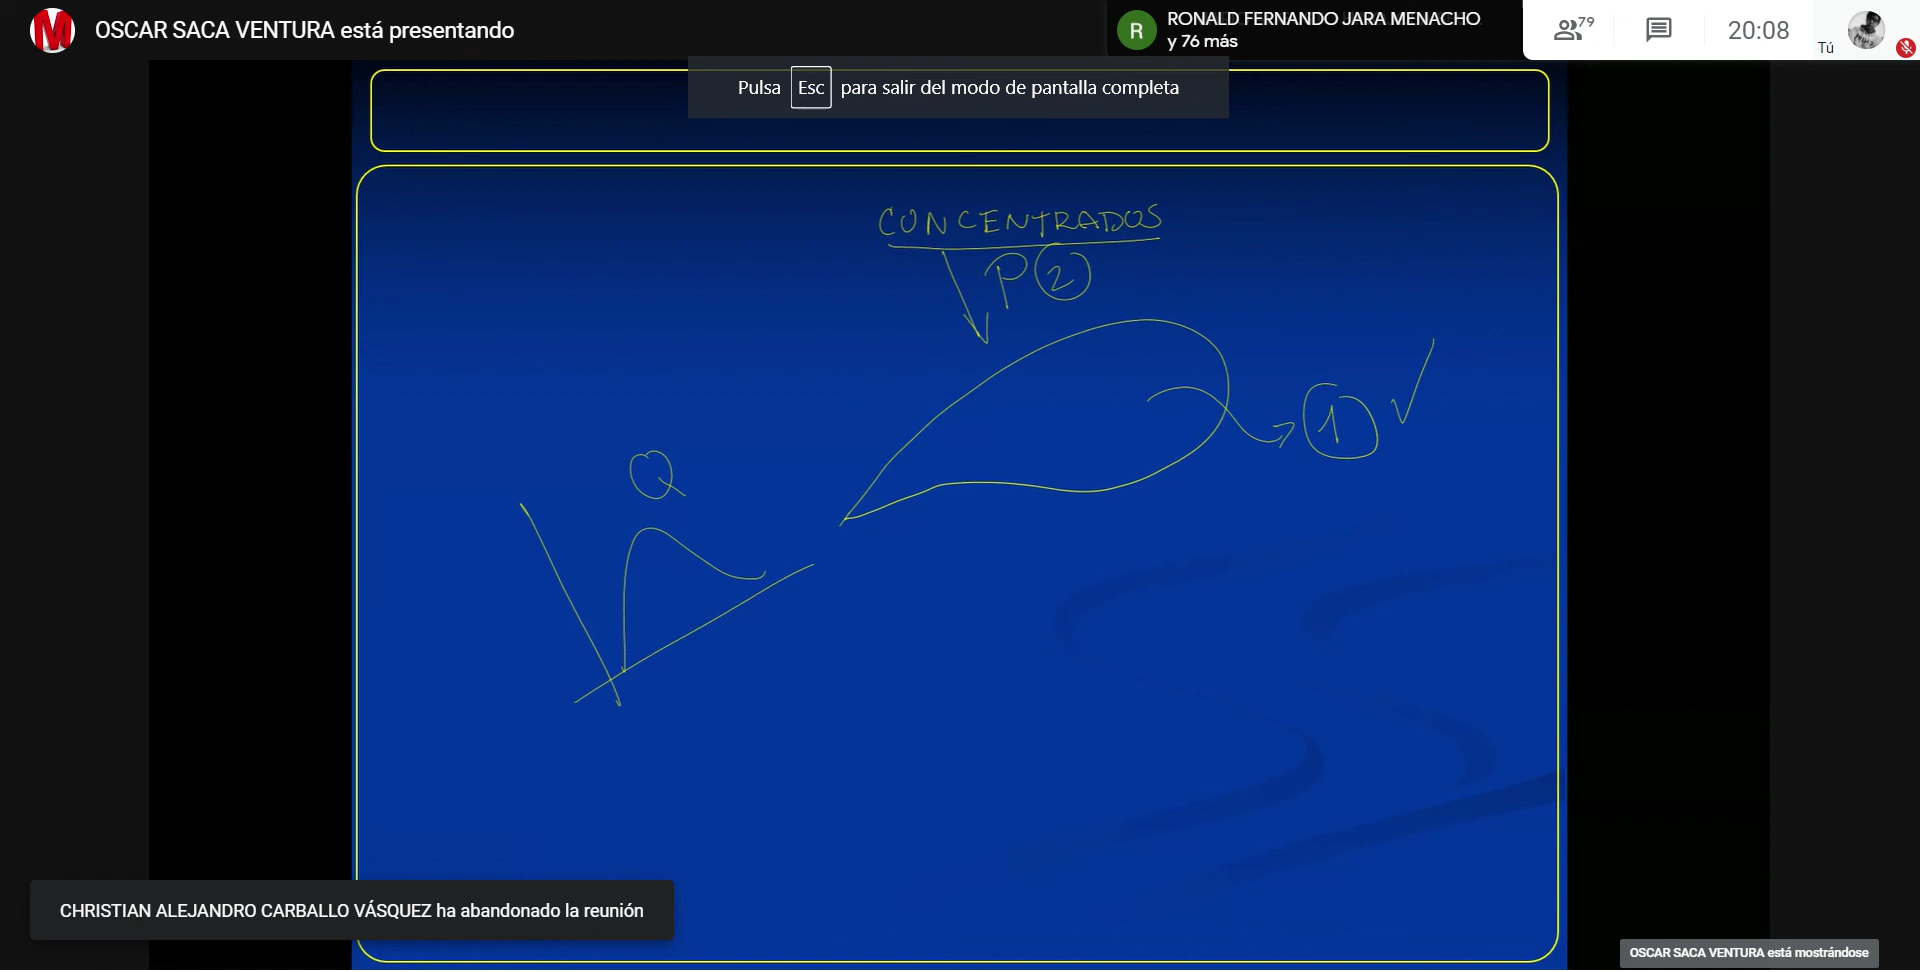 OSCAR SACA VENTURA está presentando
R
RONALD FERNANDO JARA MENACHO
y 76 más
79
20:08
Tú
Pulsa Esc para salir del modo de pantalla completa
CONCENTRADOS
P 2
1
Q
CHRISTIAN ALEJANDRO CARBALLO VÁSQUEZ ha abandonado la reunión
OSCAR SACA VENTURA está mostrándose